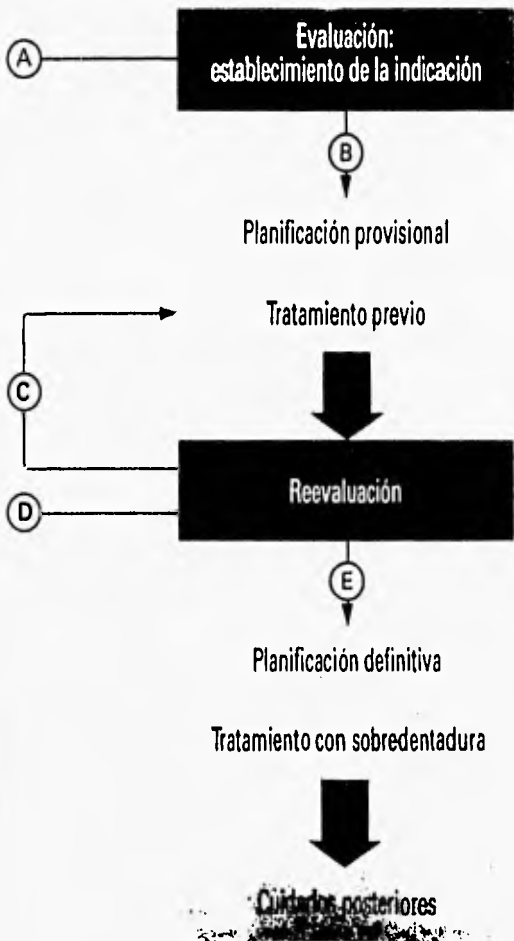 A
Evaluación:
establecimiento de la indicación
B
Planificación provisional
Tratamiento previo
C
Reevaluación
D
E
Planificación definitiva
Tratamiento con sobredentadura
Cuidados posteriores